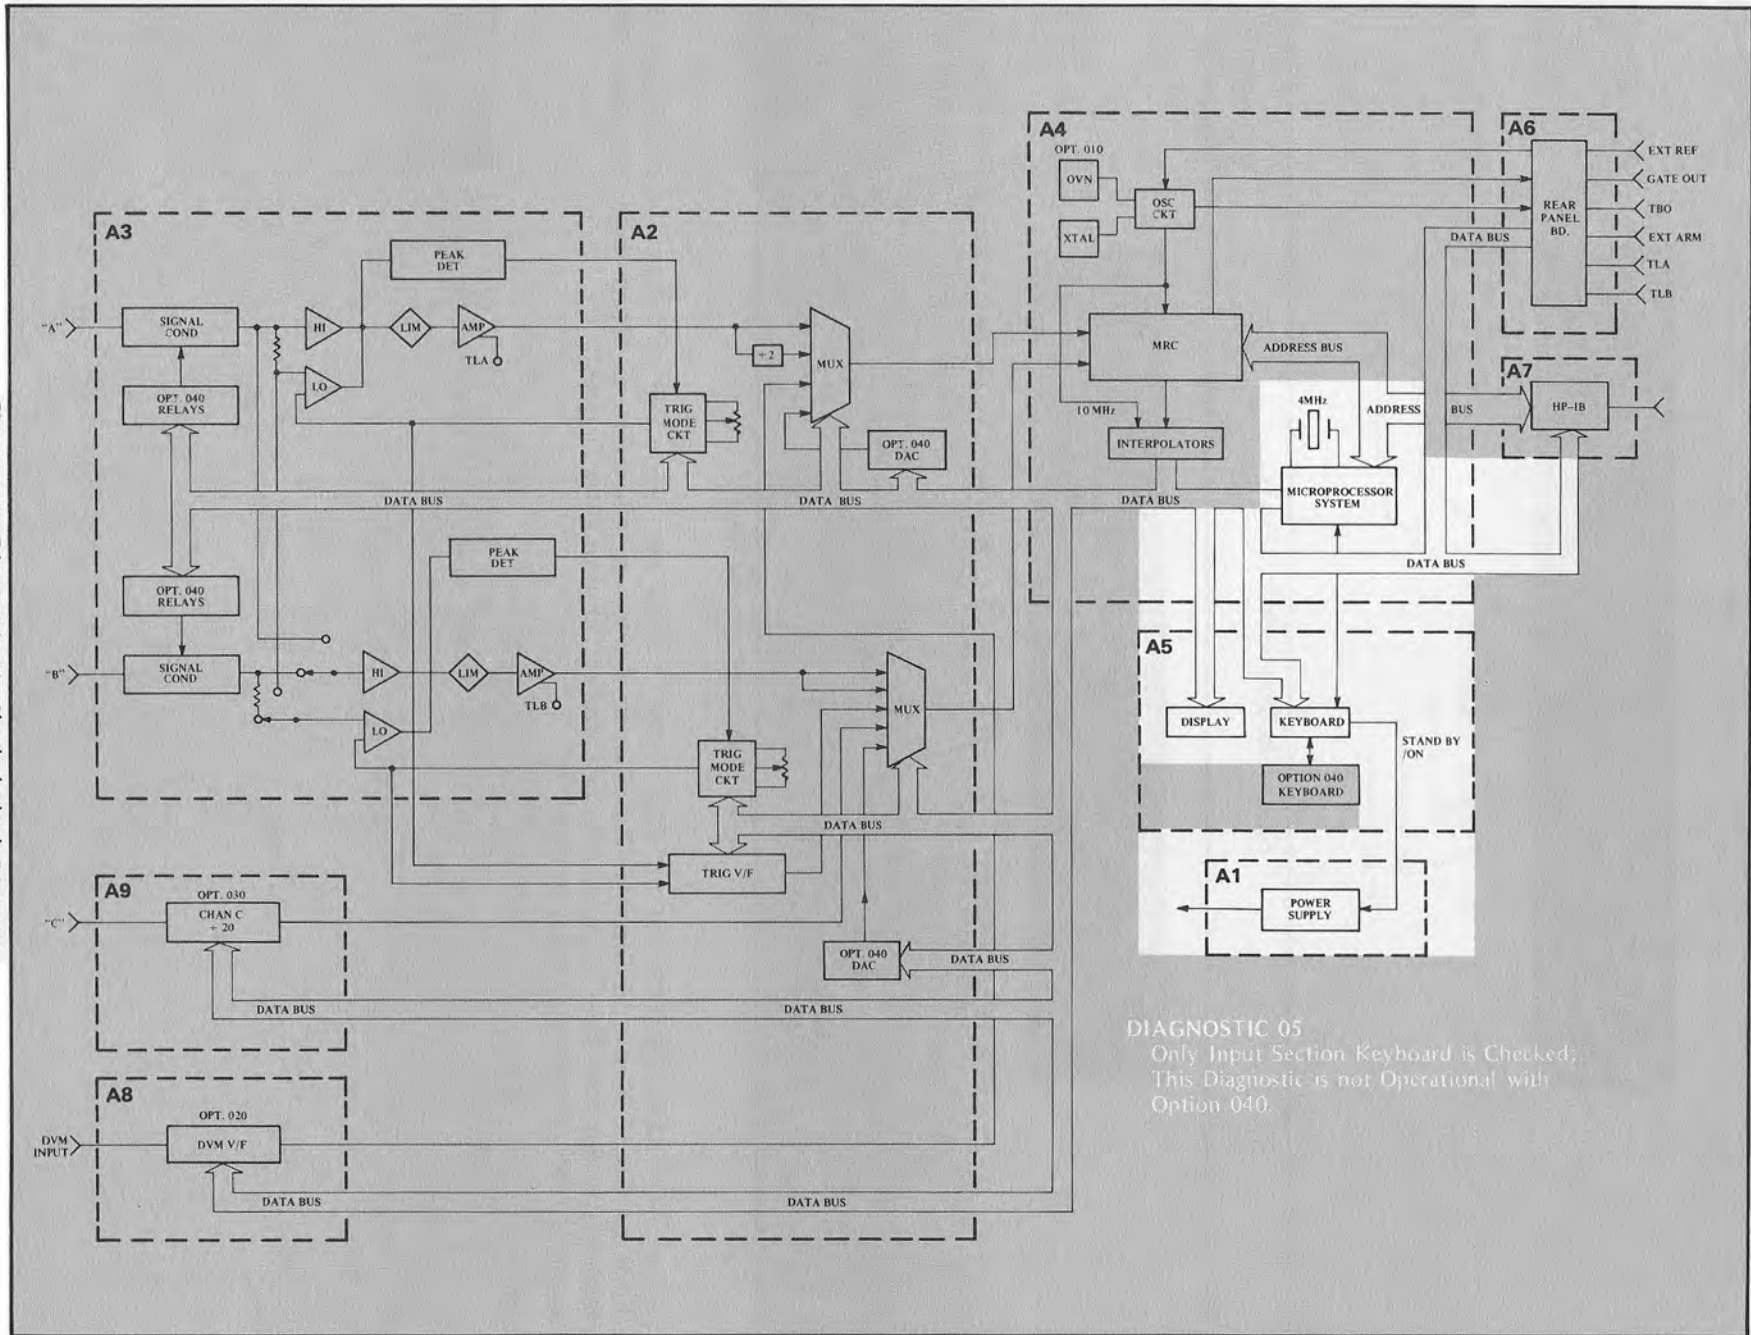 A4
A6
OPT. 010
OVN
OSC
CKT
XTAL
REAR
PANEL
BD.
EXT REF
GATE OUT
TBO
EXT ARM
TLA
TLB
DATA BUS
A3
A2
PEAK
DET
"A"
SIGNAL
COND
HI
LIM
AMP
TLA
LO
OPT. 040
RELAYS
÷ 2
MUX
TRIG
MODE
CKT
OPT. 040
DAC
MRC
ADDRESS BUS
10 MHz
INTERPOLATORS
4MHz
ADDRESS BUS
A7
HP-IB
MICROPROCESSOR
SYSTEM
DATA BUS
DATA BUS
DATA BUS
DATA BUS
PEAK
DET
OPT. 040
RELAYS
"B"
SIGNAL
COND
HI
LIM
AMP
TLB
LO
MUX
TRIG
MODE
CKT
DATA BUS
TRIG V/F
A5
DISPLAY
KEYBOARD
STAND BY
/ON
OPTION 040
KEYBOARD
A1
POWER
SUPPLY
A9
OPT. 030
"C"
CHAN C
÷ 20
OPT. 040
DAC
DATA BUS
DATA BUS
DATA BUS
A8
OPT. 020
DVM
INPUT
DVM V/F
DATA BUS
DATA BUS
DIAGNOSTIC 05
Only Input Section Keyboard is Checked;
This Diagnostic is not Operational with
Option 040.